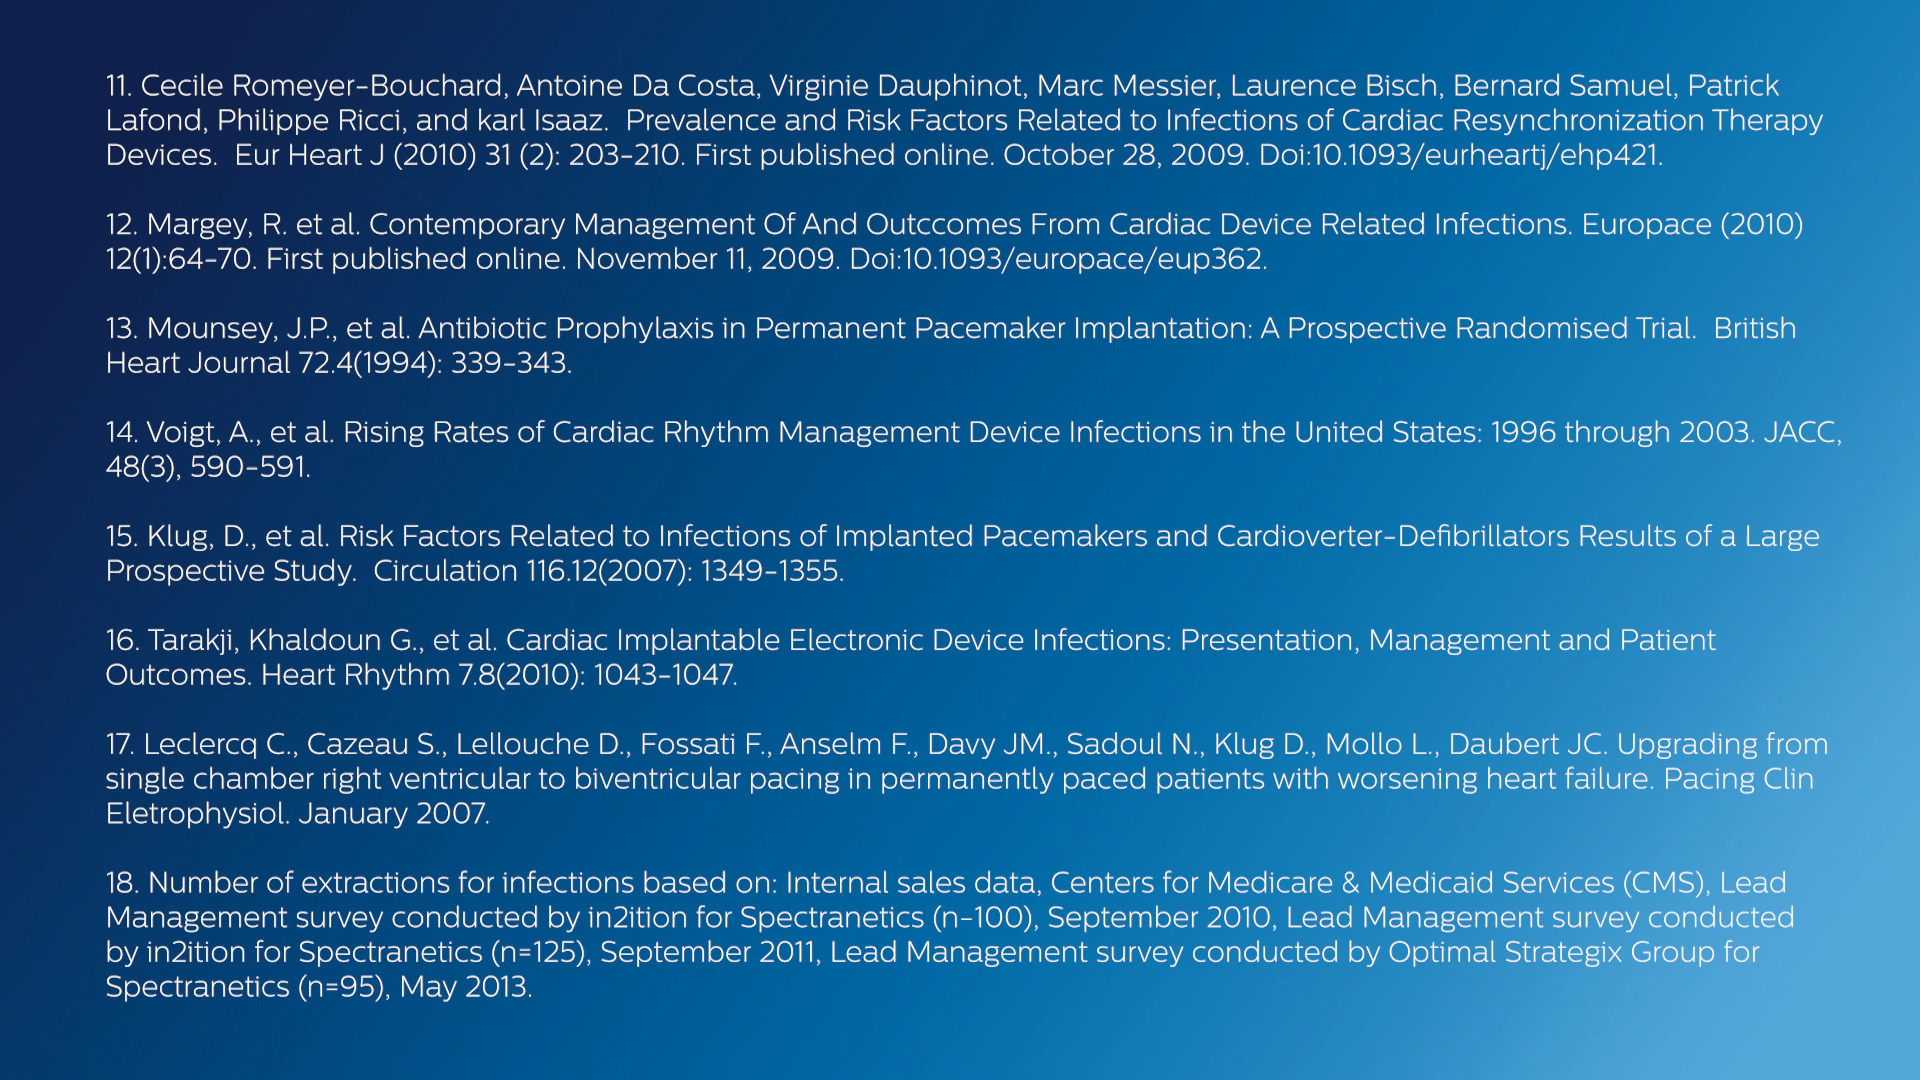 11. Cecile Romeyer-Bouchard, Antoine Da Costa, Virginie Dauphinot, Marc Messier, Laurence Bisch, Bernard Samuel, Patrick
Lafond, Philippe Ricci, and karl Isaaz.  Prevalence and Risk Factors Related to Infections of Cardiac Resynchronization Therapy
Devices.  Eur Heart J (2010) 31 (2): 203-210. First published online. October 28, 2009. Doi:10.1093/eurheartj/ehp421.
12. Margey, R. et al. Contemporary Management Of And Outcccomes From Cardiac Device Related Infections. Europace (2010)
12(1):64-70. First published online. November 11, 2009. Doi:10.1093/europace/eup362.
13. Mounsey, J.P., et al. Antibiotic Prophylaxis in Permanent Pacemaker Implantation: A Prospective Randomised Trial.  British
Heart Journal 72.4(1994): 339-343.
14. Voigt, A., et al. Rising Rates of Cardiac Rhythm Management Device Infections in the United States: 1996 through 2003. JACC,
48(3), 590-591.
15. Klug, D., et al. Risk Factors Related to Infections of Implanted Pacemakers and Cardioverter-Defibrillators Results of a Large
Prospective Study.  Circulation 116.12(2007): 1349-1355.
16. Tarakji, Khaldoun G., et al. Cardiac Implantable Electronic Device Infections: Presentation, Management and Patient
Outcomes. Heart Rhythm 7.8(2010): 1043-1047.
17. Leclercq C., Cazeau S., Lellouche D., Fossati F., Anselm F., Davy JM., Sadoul N., Klug D., Mollo L., Daubert JC. Upgrading from
single chamber right ventricular to biventricular pacing in permanently paced patients with worsening heart failure. Pacing Clin
Eletrophysiol. January 2007.
18. Number of extractions for infections based on: Internal sales data, Centers for Medicare & Medicaid Services (CMS), Lead
Management survey conducted by in2ition for Spectranetics (n-100), September 2010, Lead Management survey conducted
by in2ition for Spectranetics (n=125), September 2011, Lead Management survey conducted by Optimal Strategix Group for
Spectranetics (n=95), May 2013.